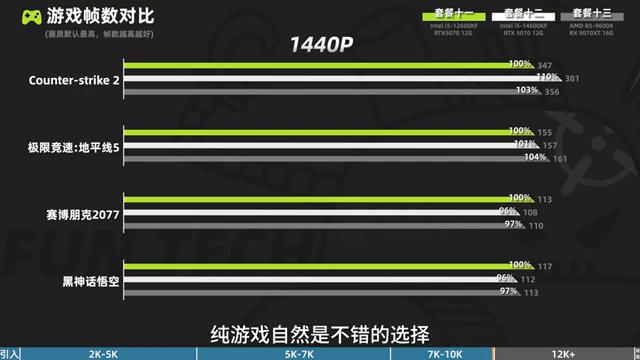 游戏帧数对比
(画质默认最高，帧数越高越好)
套餐十一
Intel i5-12600KF
RTX5070 12G
套餐十二
Intel i5-14600KF
RTX 5070 12G
套餐十三
AMD R5-9600X
RX 9070XT 16G
1440P
Counter-strike 2
100% 347
110% 381
103% 356
极限竞速:地平线5
100% 155
101% 157
104% 161
赛博朋克2077
100% 113
96% 108
97% 110
黑神话悟空
100% 117
96% 112
97% 113
FUN TECH
纯游戏自然是不错的选择
引入 2K-5K 5K-7K 7K-10K 12K+